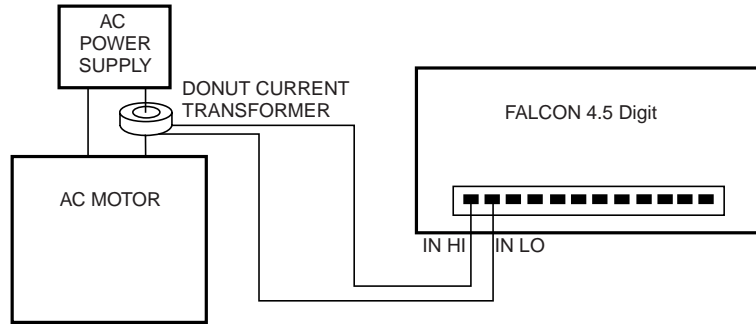 AC
POWER
SUPPLY
DONUT CURRENT
TRANSFORMER
FALCON 4.5 Digit
AC MOTOR
IN HI
IN LO